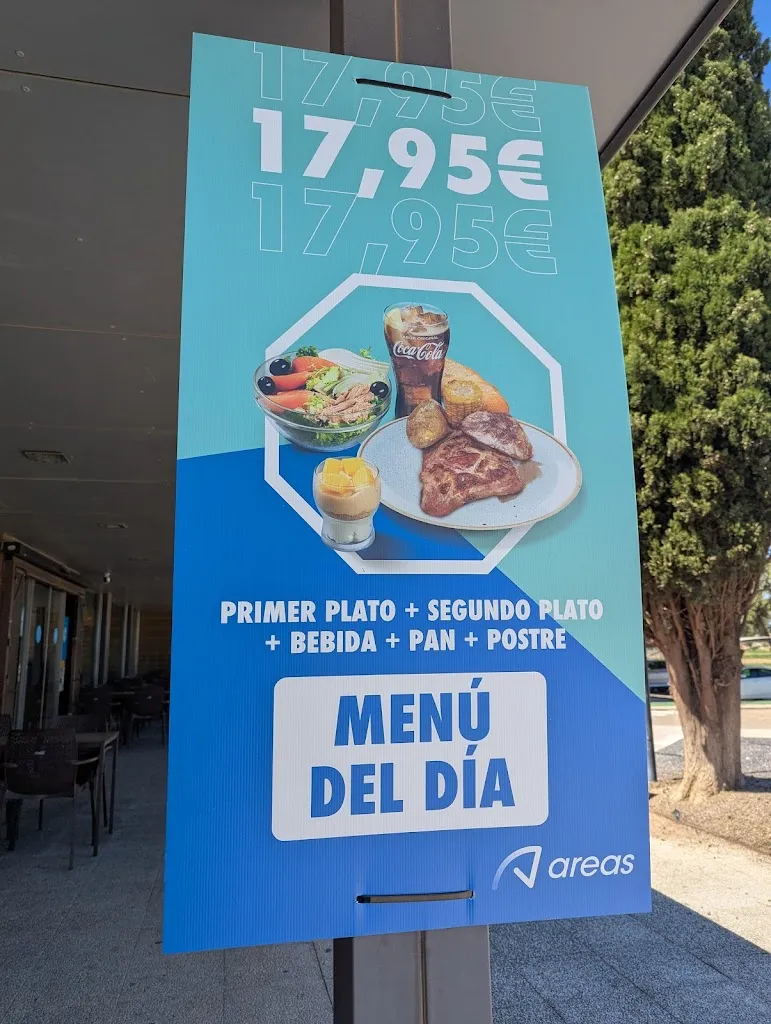 17,95€
17,95€
17,95€
Coca-Cola
PRIMER PLATO + SEGUNDO PLATO
+ BEBIDA + PAN + POSTRE
MENÚ
DEL DÍA
areas